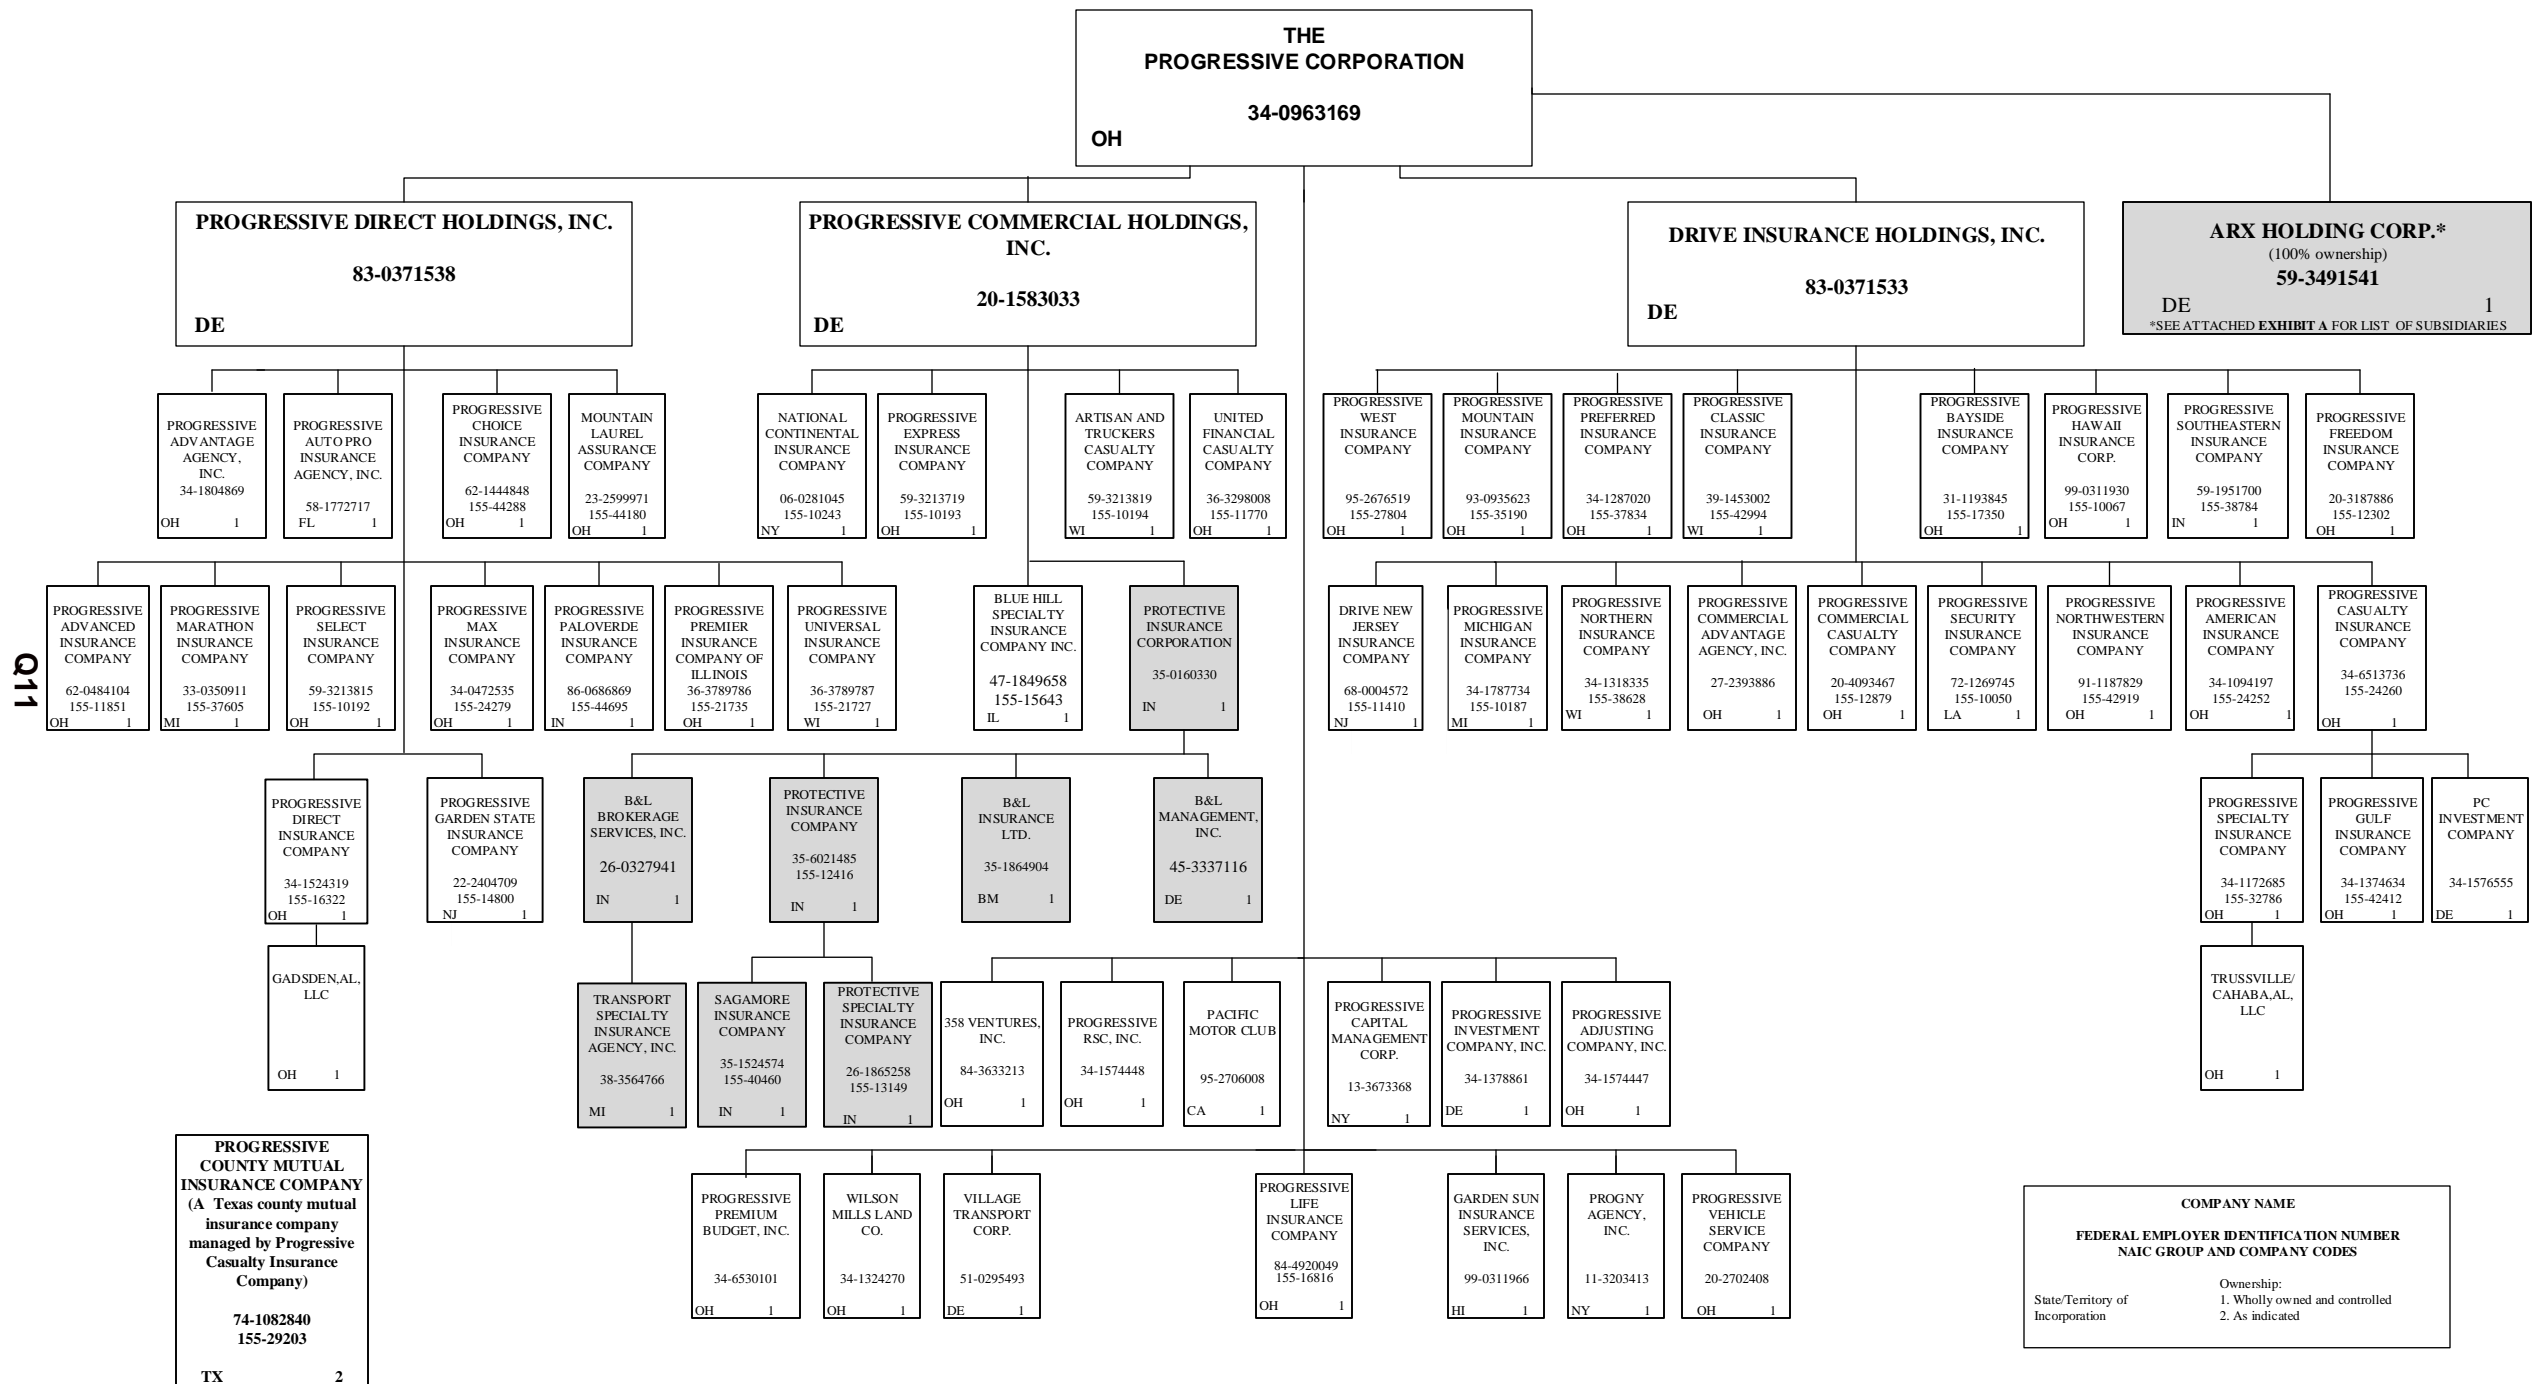 THE
PROGRESSIVE CORPORATION
34-0963169
OH
PROGRESSIVE DIRECT HOLDINGS, INC.
83-0371538
DE
PROGRESSIVE COMMERCIAL HOLDINGS,
INC.
20-1583033
DE
DRIVE INSURANCE HOLDINGS, INC.
83-0371533
DE
ARX HOLDING CORP.*
(100% ownership)
59-3491541
DE 1
*SEE ATTACHED EXHIBIT A FOR LIST OF SUBSIDIARIES
PROGRESSIVE
ADVANTAGE
AGENCY,
INC.
34-1804869
OH 1
PROGRESSIVE
AUTO PRO
INSURANCE
AGENCY, INC.
58-1772717
FL 1
PROGRESSIVE
CHOICE
INSURANCE
COMPANY
62-1444848
155-44288
OH 1
MOUNTAIN
LAUREL
ASSURANCE
COMPANY
23-2599971
155-44180
OH 1
NATIONAL
CONTINENTAL
INSURANCE
COMPANY
06-0281045
155-10243
NY 1
PROGRESSIVE
EXPRESS
INSURANCE
COMPANY
59-3213719
155-10193
OH 1
ARTISAN AND
TRUCKERS
CASUALTY
COMPANY
59-3213819
155-10194
WI 1
UNITED
FINANCIAL
CASUALTY
COMPANY
36-3298008
155-11770
OH 1
PROGRESSIVE
WEST
INSURANCE
COMPANY
95-2676519
155-27804
OH 1
PROGRESSIVE
MOUNTAIN
INSURANCE
COMPANY
93-0935623
155-35190
OH 1
PROGRESSIVE
PREFERRED
INSURANCE
COMPANY
34-1287020
155-37834
OH 1
PROGRESSIVE
CLASSIC
INSURANCE
COMPANY
39-1453002
155-42994
WI 1
PROGRESSIVE
BAYSIDE
INSURANCE
COMPANY
31-1193845
155-17350
OH 1
PROGRESSIVE
HAWAII
INSURANCE
CORP.
99-0311930
155-10067
OH 1
PROGRESSIVE
SOUTHEASTERN
INSURANCE
COMPANY
59-1951700
155-38784
IN 1
PROGRESSIVE
FREEDOM
INSURANCE
COMPANY
20-3187886
155-12302
OH 1
Q11
PROGRESSIVE
ADVANCED
INSURANCE
COMPANY
62-0484104
155-11851
OH 1
PROGRESSIVE
MARATHON
INSURANCE
COMPANY
33-0350911
155-37605
MI 1
PROGRESSIVE
SELECT
INSURANCE
COMPANY
59-3213815
155-10192
OH 1
PROGRESSIVE
MAX
INSURANCE
COMPANY
34-0472535
155-24279
OH 1
PROGRESSIVE
PALOVERDE
INSURANCE
COMPANY
86-0686869
155-44695
IN 1
PROGRESSIVE
PREMIER
INSURANCE
COMPANY OF
ILLINOIS
36-3789786
155-21735
OH 1
PROGRESSIVE
UNIVERSAL
INSURANCE
COMPANY
36-3789787
155-21727
WI 1
BLUE HILL
SPECIALTY
INSURANCE
COMPANY INC.
47-1849658
155-15643
IL 1
PROTECTIVE
INSURANCE
CORPORATION
35-0160330
IN 1
DRIVE NEW
JERSEY
INSURANCE
COMPANY
68-0004572
155-11410
NJ 1
PROGRESSIVE
MICHIGAN
INSURANCE
COMPANY
34-1787734
155-10187
MI 1
PROGRESSIVE
NORTHERN
INSURANCE
COMPANY
34-1318335
155-38628
WI 1
PROGRESSIVE
COMMERCIAL
ADVANTAGE
AGENCY, INC.
27-2393886
OH 1
PROGRESSIVE
COMMERCIAL
CASUALTY
COMPANY
20-4093467
155-12879
OH 1
PROGRESSIVE
SECURITY
INSURANCE
COMPANY
72-1269745
155-10050
LA 1
PROGRESSIVE
NORTHWESTERN
INSURANCE
COMPANY
91-1187829
155-42919
OH 1
PROGRESSIVE
AMERICAN
INSURANCE
COMPANY
34-1094197
155-24252
OH 1
PROGRESSIVE
CASUALTY
INSURANCE
COMPANY
34-6513736
155-24260
OH 1
PROGRESSIVE
DIRECT
INSURANCE
COMPANY
34-1524319
155-16322
OH 1
PROGRESSIVE
GARDEN STATE
INSURANCE
COMPANY
22-2404709
155-14800
NJ 1
B&L
BROKERAGE
SERVICES, INC.
26-0327941
IN 1
PROTECTIVE
INSURANCE
COMPANY
35-6021485
155-12416
IN 1
B&L
INSURANCE
LTD.
35-1864904
BM 1
B&L
MANAGEMENT,
INC.
45-3337116
DE 1
PROGRESSIVE
SPECIALTY
INSURANCE
COMPANY
34-1172685
155-32786
OH 1
PROGRESSIVE
GULF
INSURANCE
COMPANY
34-1374634
155-42412
OH 1
PC
INVESTMENT
COMPANY
34-1576555
DE 1
GADSDEN,AL,
LLC
OH 1
TRANSPORT
SPECIALTY
INSURANCE
AGENCY, INC.
38-3564766
MI 1
SAGAMORE
INSURANCE
COMPANY
35-1524574
155-40460
IN 1
PROTECTIVE
SPECIALTY
INSURANCE
COMPANY
26-1865258
155-13149
IN 1
358 VENTURES,
INC.
84-3633213
OH 1
PROGRESSIVE
RSC, INC.
34-1574448
OH 1
PACIFIC
MOTOR CLUB
95-2706008
CA 1
PROGRESSIVE
CAPITAL
MANAGEMENT
CORP.
13-3673368
NY 1
PROGRESSIVE
INVESTMENT
COMPANY, INC.
34-1378861
DE 1
PROGRESSIVE
ADJUSTING
COMPANY, INC.
34-1574447
OH 1
TRUSSVILLE/
CAHABA,AL,
LLC
OH 1
PROGRESSIVE
COUNTY MUTUAL
INSURANCE COMPANY
(A Texas county mutual
insurance company
managed by Progressive
Casualty Insurance
Company)
74-1082840
155-29203
TX 2
PROGRESSIVE
PREMIUM
BUDGET, INC.
34-6530101
OH 1
WILSON
MILLS LAND
CO.
34-1324270
OH 1
VILLAGE
TRANSPORT
CORP.
51-0295493
DE 1
PROGRESSIVE
LIFE
INSURANCE
COMPANY
84-4920049
155-16816
OH 1
GARDEN SUN
INSURANCE
SERVICES,
INC.
99-0311966
HI 1
PROGNY
AGENCY,
INC.
11-3203413
NY 1
PROGRESSIVE
VEHICLE
SERVICE
COMPANY
20-2702408
OH 1
COMPANY NAME
FEDERAL EMPLOYER IDENTIFICATION NUMBER
NAIC GROUP AND COMPANY CODES
Ownership:
State/Territory of 1. Wholly owned and controlled
Incorporation 2. As indicated